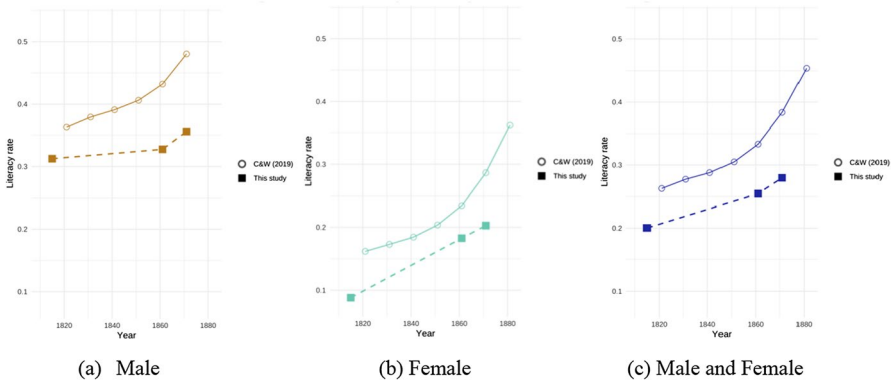 0.5
0.4
0.3
0.2
0.1
Literacy rate
1820 1840 1860 1880
Year
C&W (2019)
This study
(a) Male
0.5
0.4
0.3
0.2
0.1
Literacy rate
1820 1840 1860 1880
Year
C&W (2019)
This study
(b) Female
0.5
0.4
0.3
0.2
0.1
Literacy rate
1820 1840 1860 1880
Year
C&W (2019)
This study
(c) Male and Female